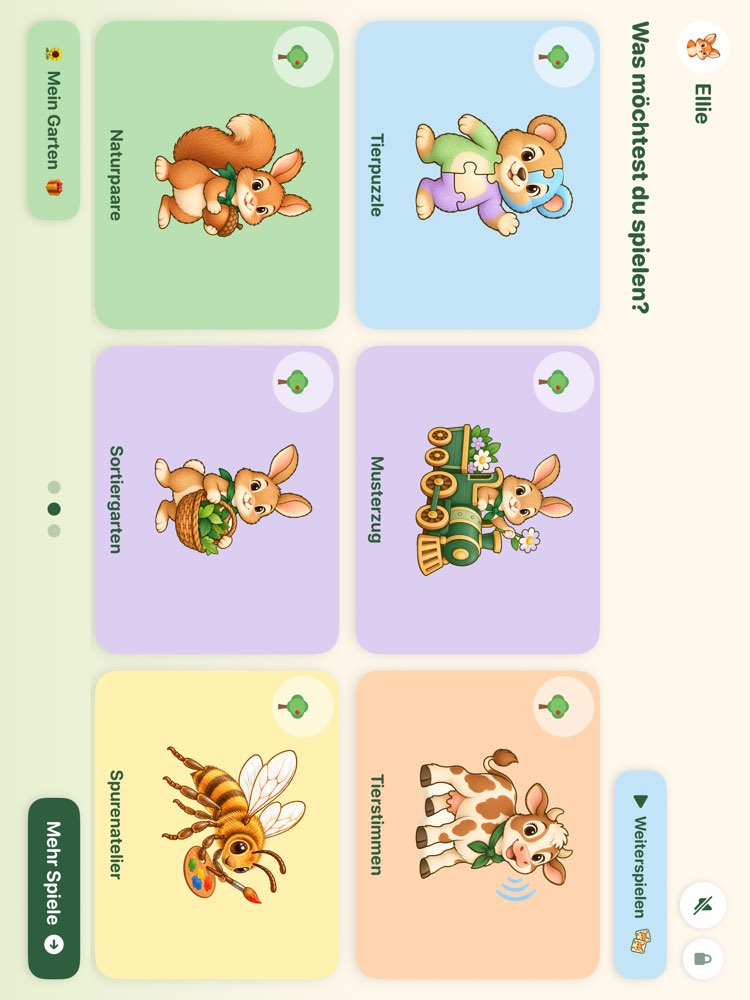 Ellie
Was möchtest du spielen?
Weiterspielen
Tierpuzzle
Musterzug
Tierstimmen
Naturpaare
Sortiergarten
Spurenatelier
Mein Garten
Mehr Spiele